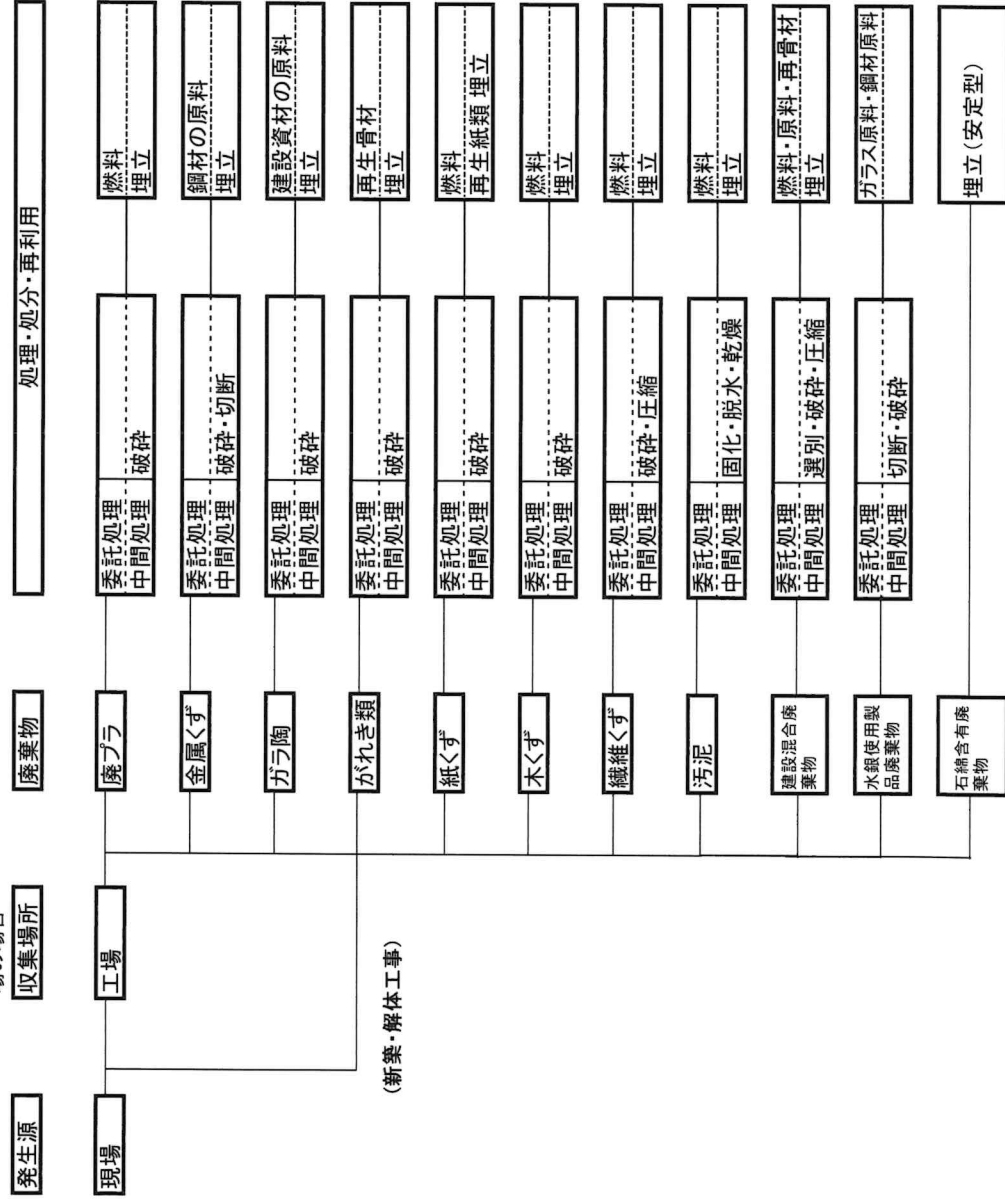 発生源
収集場所
廃棄物
処理・処分・再利用
現場
工場
(新築・解体工事)
廃プラ
委託処理
中間処理
破砕
燃料
埋立
金属くず
委託処理
中間処理
破砕・切断
鋼材の原料
埋立
ガラ陶
委託処理
中間処理
破砕
建設資材の原料
埋立
がれき類
委託処理
中間処理
破砕
再生骨材
埋立
紙くず
委託処理
中間処理
破砕
燃料
再生紙類 埋立
木くず
委託処理
中間処理
破砕
燃料
埋立
繊維くず
委託処理
中間処理
破砕・圧縮
燃料
埋立
汚泥
委託処理
中間処理
固化・脱水・乾燥
燃料
埋立
建設混合廃
棄物
委託処理
中間処理
選別・破砕・圧縮
燃料・原料・再骨材
埋立
水銀使用製
品廃棄物
委託処理
中間処理
切断・破砕
ガラス原料・鋼材原料
石綿含有廃
棄物
埋立(安定型)